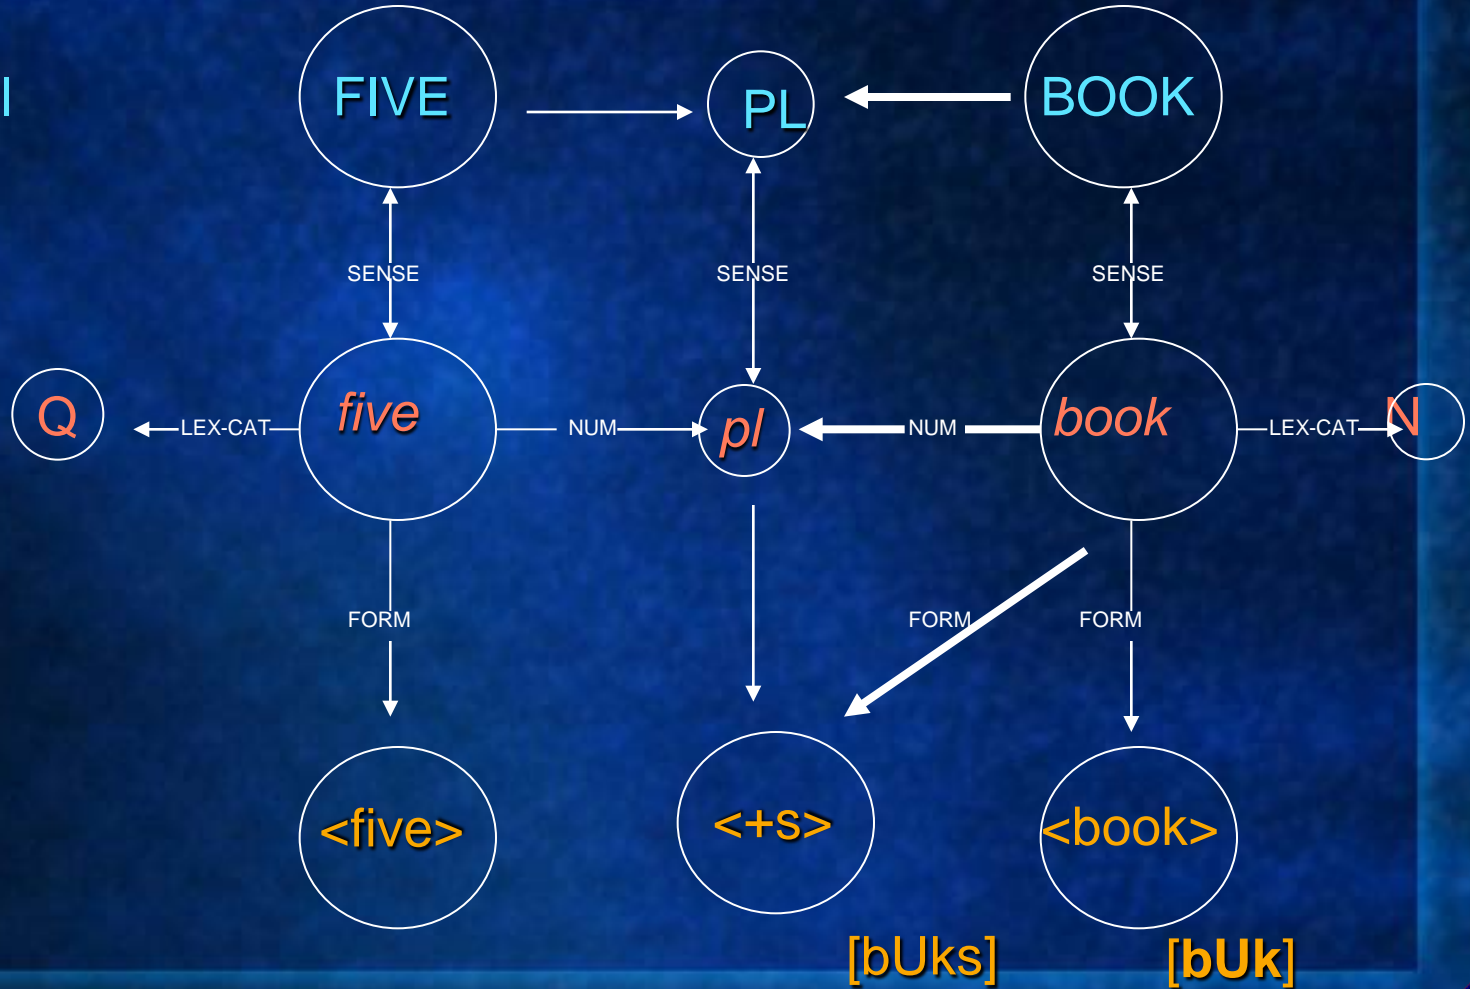 FIVE PL BOOK
SENSE SENSE SENSE
Q LEX-CAT five NUM pl NUM book LEX-CAT N
FORM FORM FORM
<five> <+s> <book>
[bUks] [bUk]